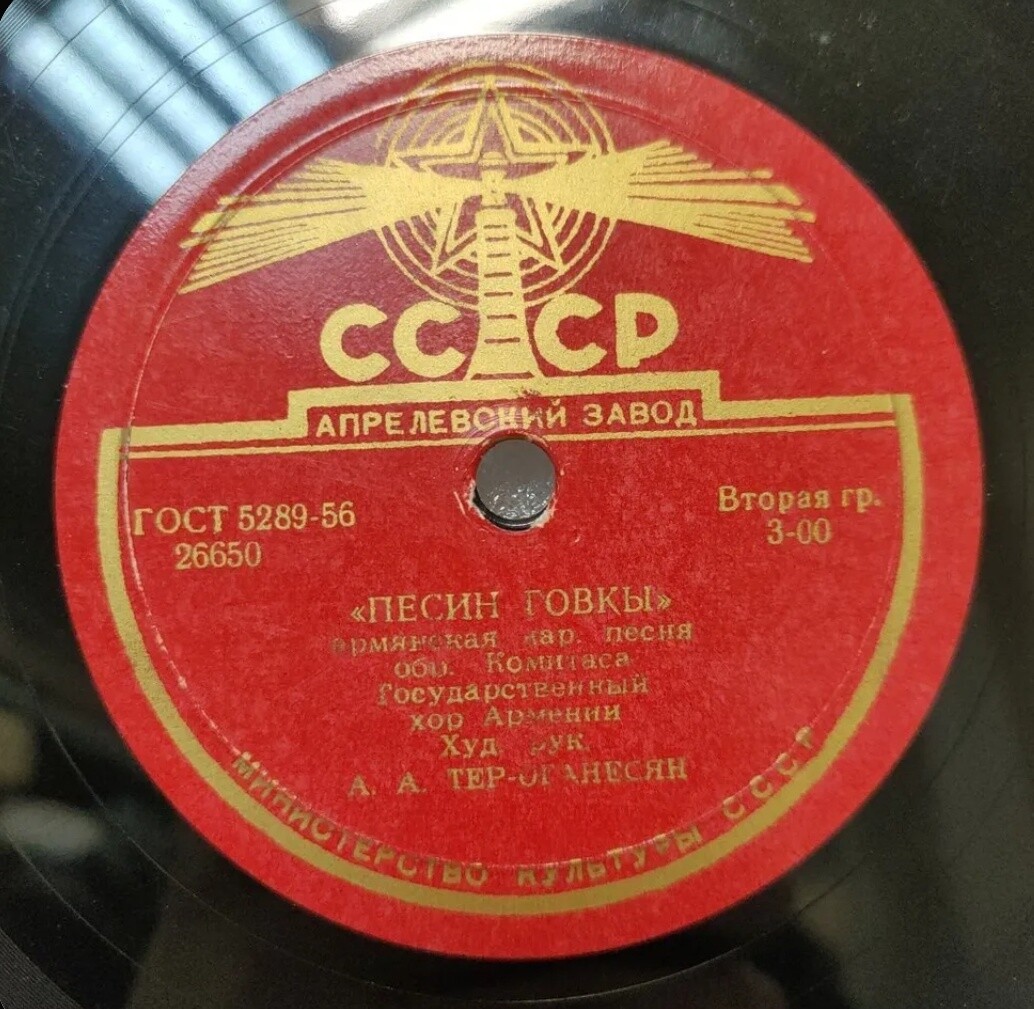 СССР
АПРЕЛЕВСКИЙ ЗАВОД
ГОСТ 5289-56
26650
Вторая гр.
3-00
«ПЕСИН ГОВКЫ»
армянская нар. песня
обр. Комитаса
Государственный
хор Армении
Худ рук.
А. А. ТЕР-ОГАНЕСЯН
МИНИСТЕРСТВО КУЛЬТУРЫ СССР